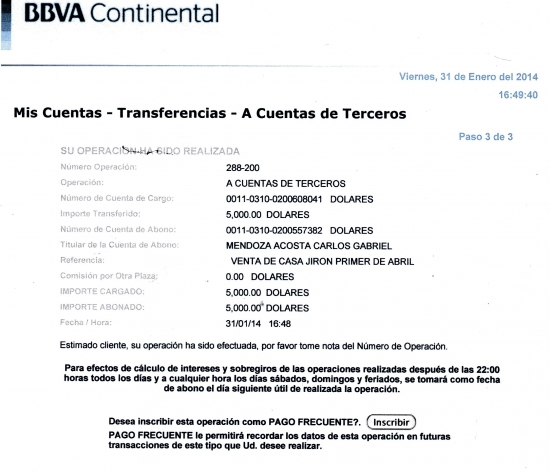 BBVA Continental
Viernes, 31 de Enero del 2014
16:49:40
Mis Cuentas - Transferencias - A Cuentas de Terceros
Paso 3 de 3
SU OPERACIÓN HA SIDO REALIZADA
Número Operación: 288-200
Operación: A CUENTAS DE TERCEROS
Número de Cuenta de Cargo: 0011-0310-0200608041 DOLARES
Importe Transferido: 5,000.00 DOLARES
Número de Cuenta de Abono: 0011-0310-0200557382 DOLARES
Titular de la Cuenta de Abono: MENDOZA ACOSTA CARLOS GABRIEL
Referencia: VENTA DE CASA JIRON PRIMER DE ABRIL
Comisión por Otra Plaza: 0.00 DOLARES
IMPORTE CARGADO: 5,000.00 DOLARES
IMPORTE ABONADO: 5,000.00 DOLARES
Fecha / Hora: 31/01/14 16:48
Estimado cliente, su operación ha sido efectuada, por favor tome nota del Número de Operación.
Para efectos de cálculo de intereses y sobregiros de las operaciones realizadas después de las 22:00
horas todos los días y a cualquier hora los días sábados, domingos y feriados, se tomará como fecha
de abono el día siguiente útil de realizada la operación.
Desea inscribir esta operación como PAGO FRECUENTE?. Inscribir
PAGO FRECUENTE le permitirá recordar los datos de esta operación en futuras
transacciones de este tipo que Ud. desee realizar.